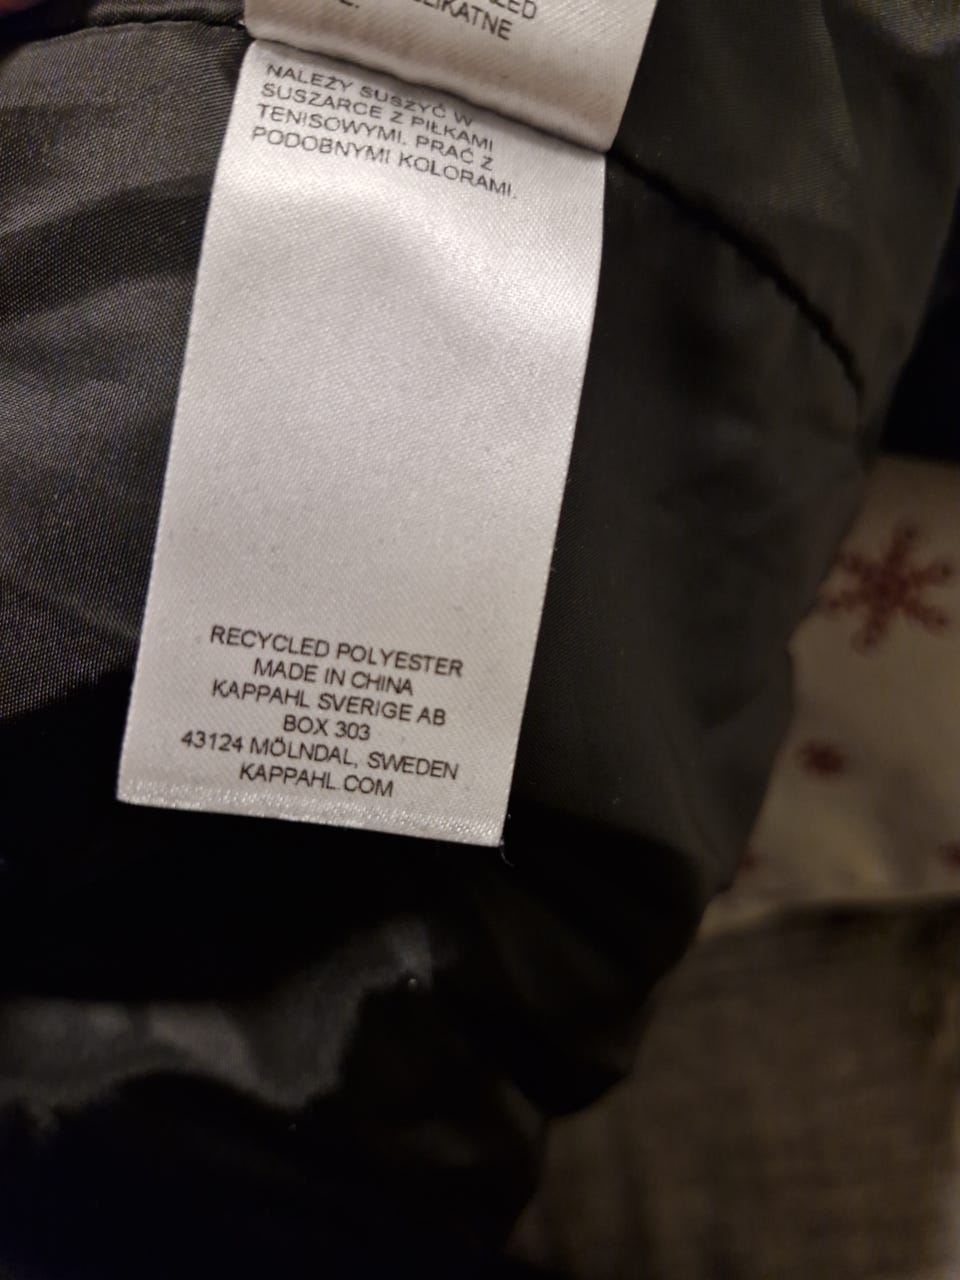 NALEŻY SUSZYĆ W
SUSZARCE Z PIŁKAMI
TENISOWYMI. PRAĆ Z
PODOBNYMI KOLORAMI.
RECYCLED POLYESTER
MADE IN CHINA
KAPPAHL SVERIGE AB
BOX 303
43124 MÖLNDAL, SWEDEN
KAPPAHL.COM